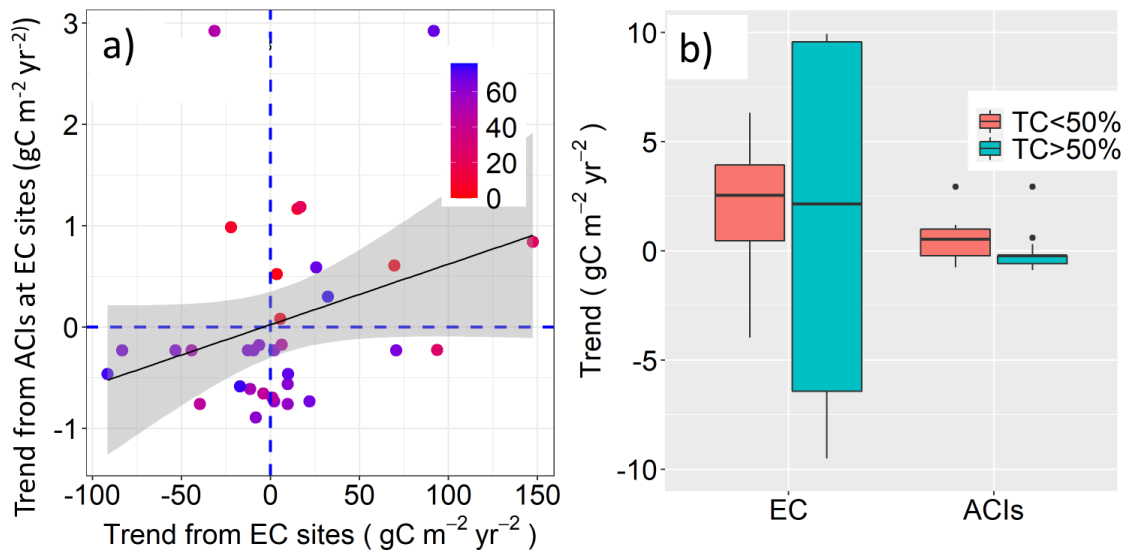 a)
Trend from ACIs at EC sites (gC m⁻² yr⁻²))
3
2
1
0
-1
60
40
20
0
-100
-50
0
50
100
150
Trend from EC sites ( gC m⁻² yr⁻² )
b)
Trend ( gC m⁻² yr⁻² )
10
5
0
-5
-10
TC<50%
TC>50%
EC
ACIs